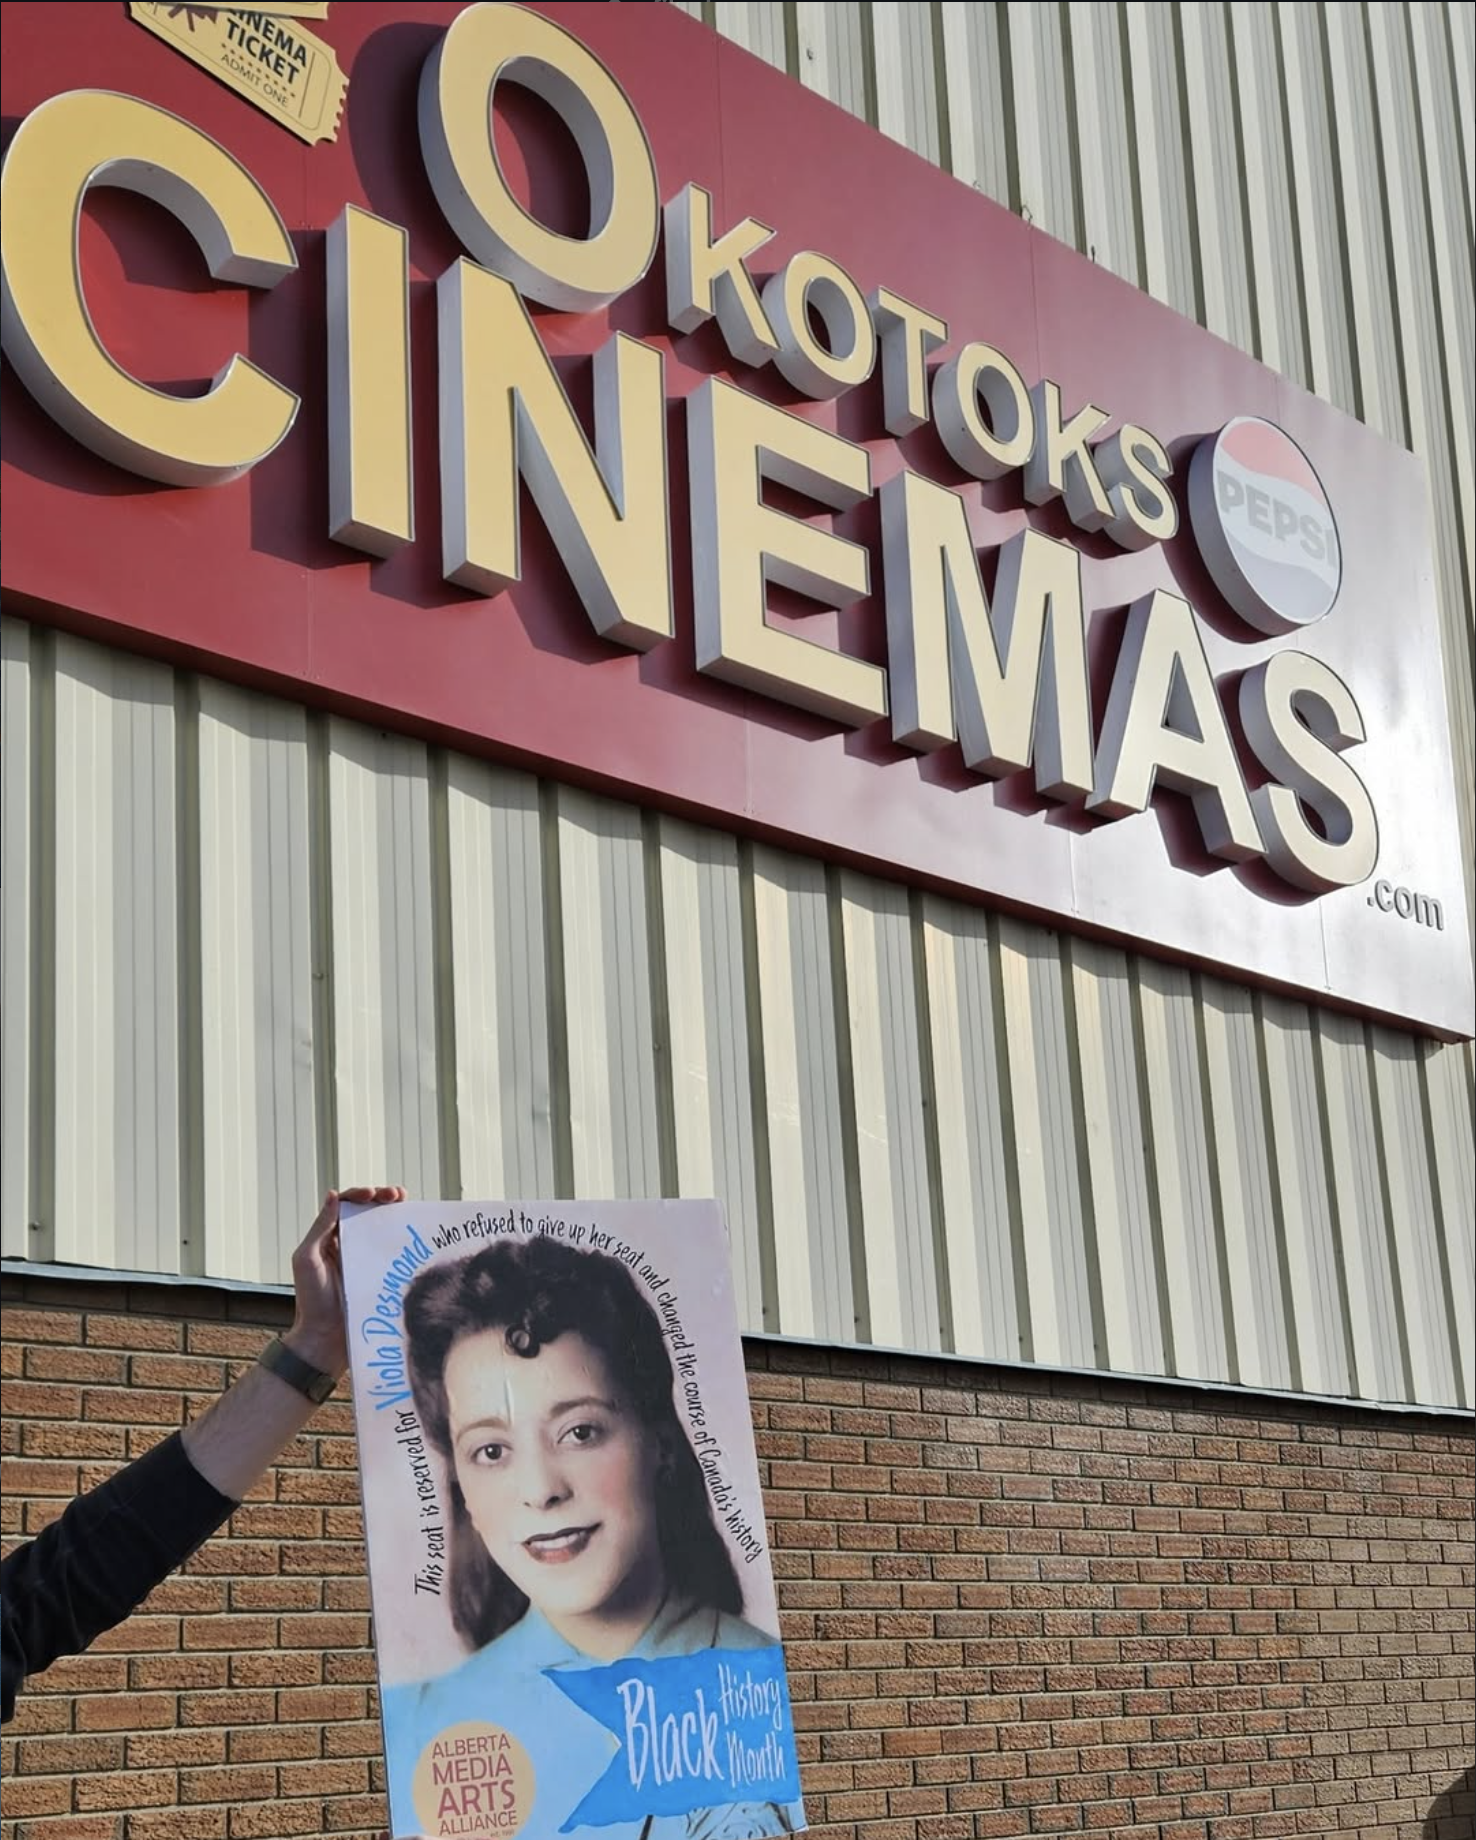 CINEMA
TICKET
ADMIT ONE
OKOTOKS
CINEMAS
.com
PEPSI
This seat is reserved for Viola Desmond who refused to give up her seat and changed the course of Canada's history
Black History Month
ALBERTA
MEDIA
ARTS
ALLIANCE